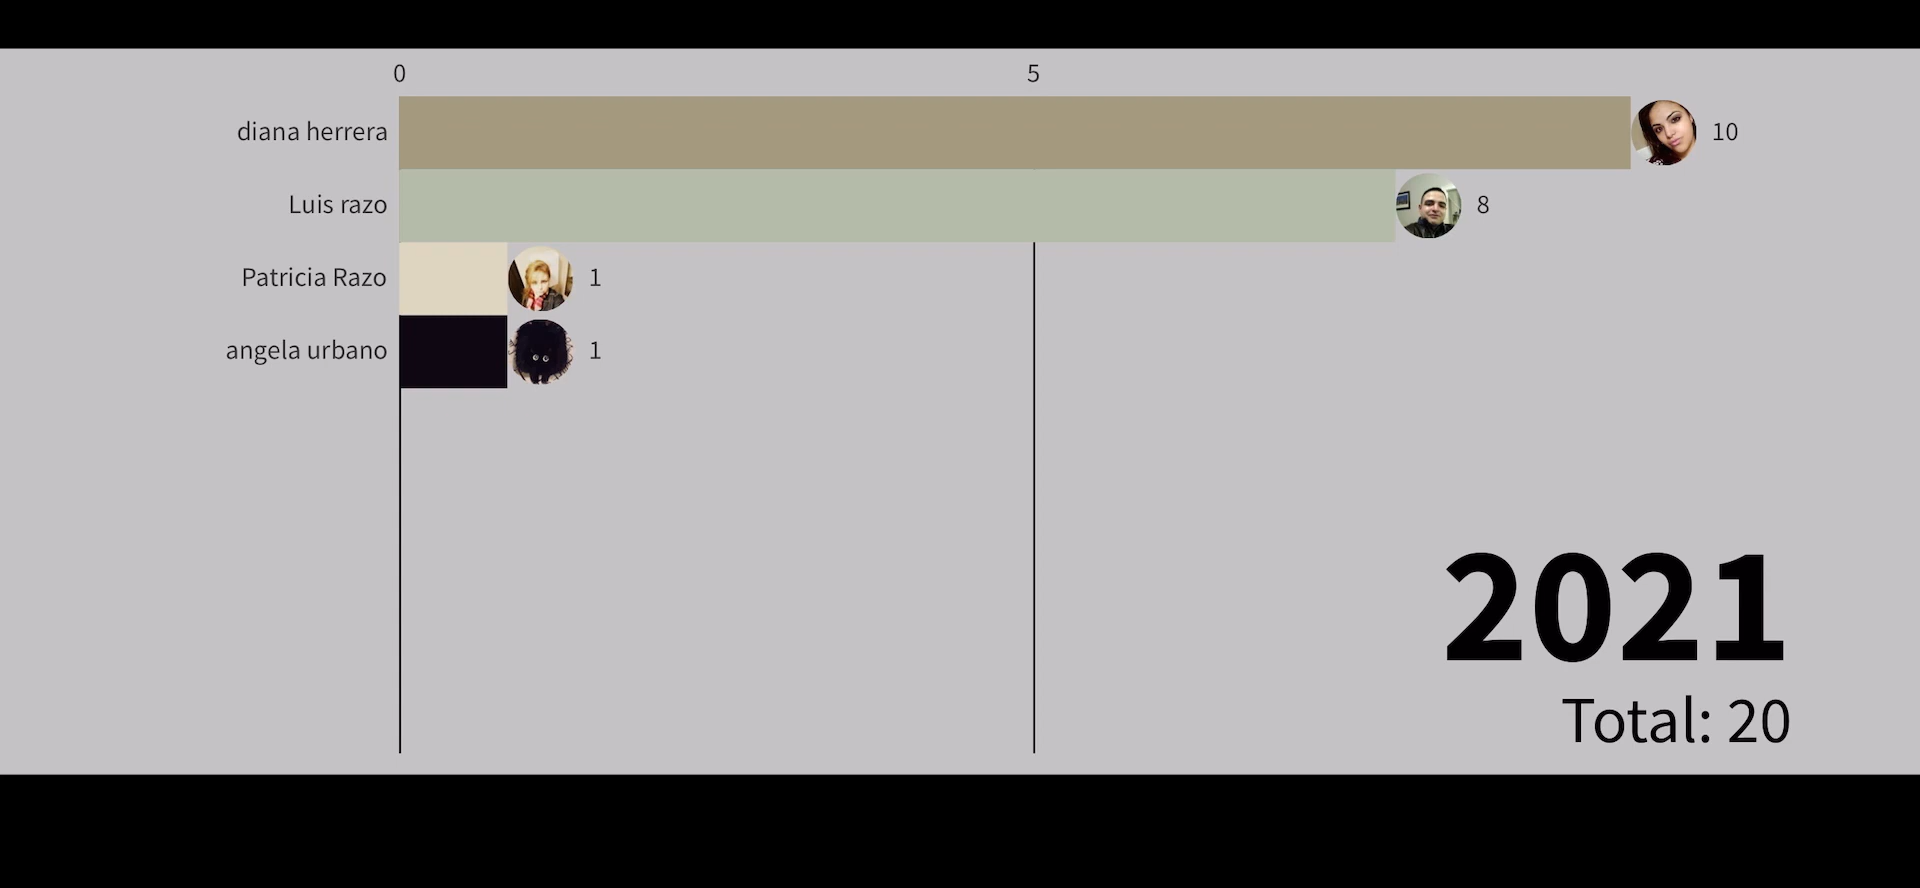 0 5
diana herrera 10
Luis razo 8
Patricia Razo 1
angela urbano 1
2021
Total: 20